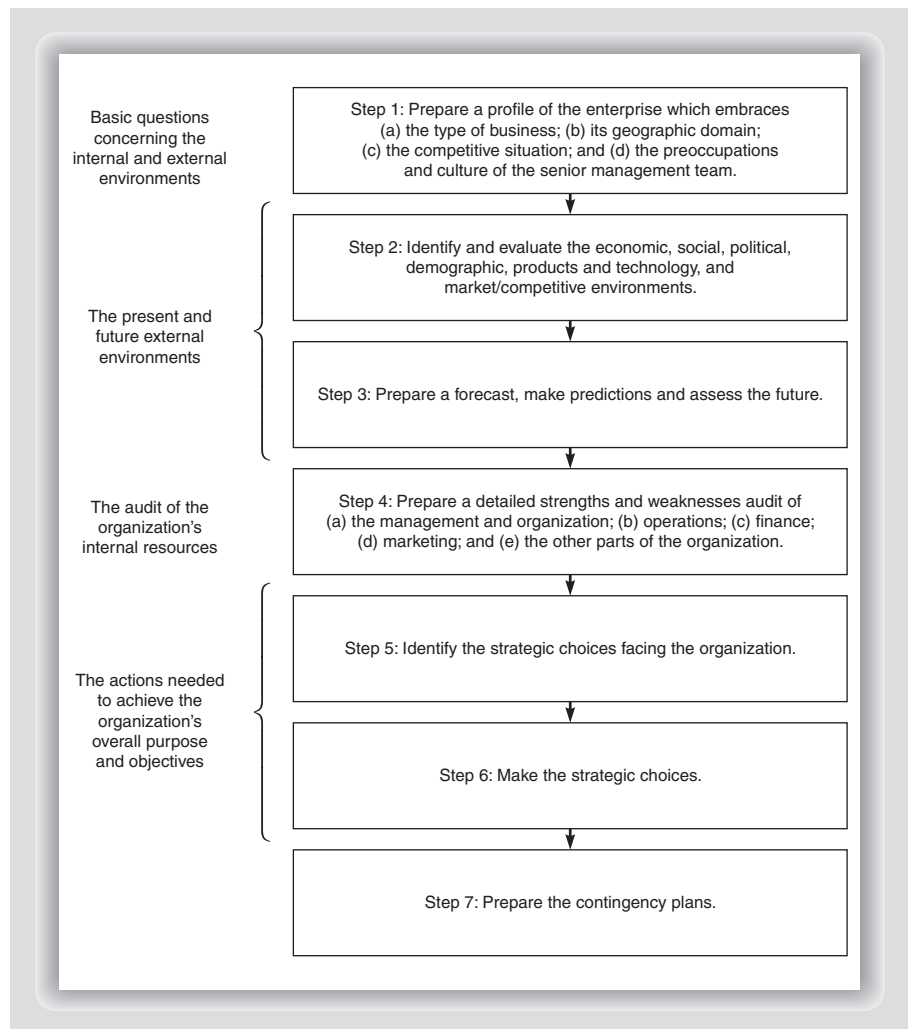 Basic questions
concerning the
internal and external
environments
Step 1: Prepare a profile of the enterprise which embraces
(a) the type of business; (b) its geographic domain;
(c) the competitive situation; and (d) the preoccupations
and culture of the senior management team.
The present and
future external
environments
Step 2: Identify and evaluate the economic, social, political,
demographic, products and technology, and
market/competitive environments.
Step 3: Prepare a forecast, make predictions and assess the future.
The audit of the
organization's
internal resources
Step 4: Prepare a detailed strengths and weaknesses audit of
(a) the management and organization; (b) operations; (c) finance;
(d) marketing; and (e) the other parts of the organization.
The actions needed
to achieve the
organization's
overall purpose
and objectives
Step 5: Identify the strategic choices facing the organization.
Step 6: Make the strategic choices.
Step 7: Prepare the contingency plans.